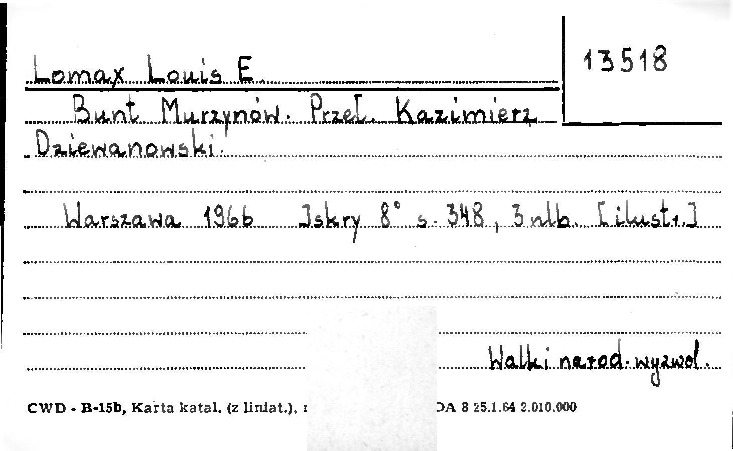 13518
Lomax Louis E.
Bunt Murzynów. Przeł. Kazimierz
Dziewanowski.
Warszawa 1966 Iskry 8° s. 348, 3 nlb. [ilustr.]
Walki narod. wyzwol.
CWD - B-15b, Karta katal. (z liniat.), DA 8 25.1.64 2.010.000